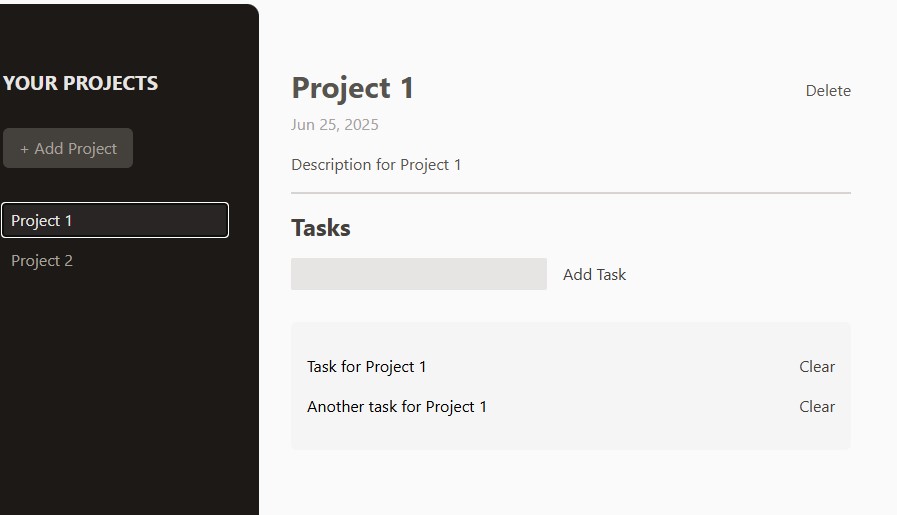 YOUR PROJECTS
+ Add Project
Project 1
Project 2
Project 1
Delete
Jun 25, 2025
Description for Project 1
Tasks
Add Task
Task for Project 1
Clear
Another task for Project 1
Clear